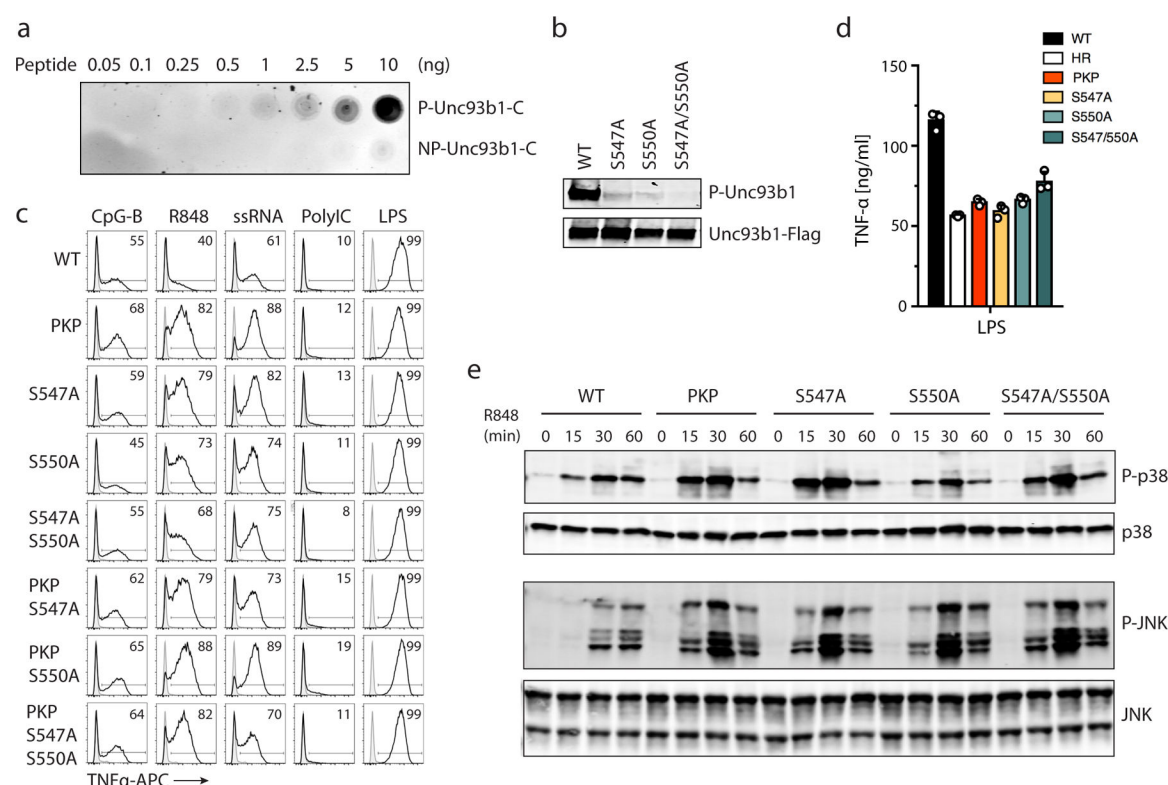 a
Peptide 0.05 0.1 0.25 0.5 1 2.5 5 10 (ng)
P-Unc93b1-C
NP-Unc93b1-C
b
WT S547A S550A S547A/S550A
P-Unc93b1
Unc93b1-Flag
c
CpG-B R848 ssRNA PolyIC LPS
WT 55 40 61 10 99
PKP 68 82 88 12 99
S547A 59 79 82 13 99
S550A 45 73 74 11 99
S547A
S550A 55 68 75 8 99
PKP
S547A 62 79 73 15 99
PKP
S550A 65 88 89 19 99
PKP
S547A
S550A 64 82 70 11 99
TNFα-APC
d
WT
HR
PKP
S547A
S550A
S547/550A
TNF-α [ng/ml]
150
100
50
0
LPS
e
WT PKP S547A S550A S547A/S550A
R848
(min) 0 15 30 60 0 15 30 60 0 15 30 60 0 15 30 60 0 15 30 60
P-p38
p38
P-JNK
JNK